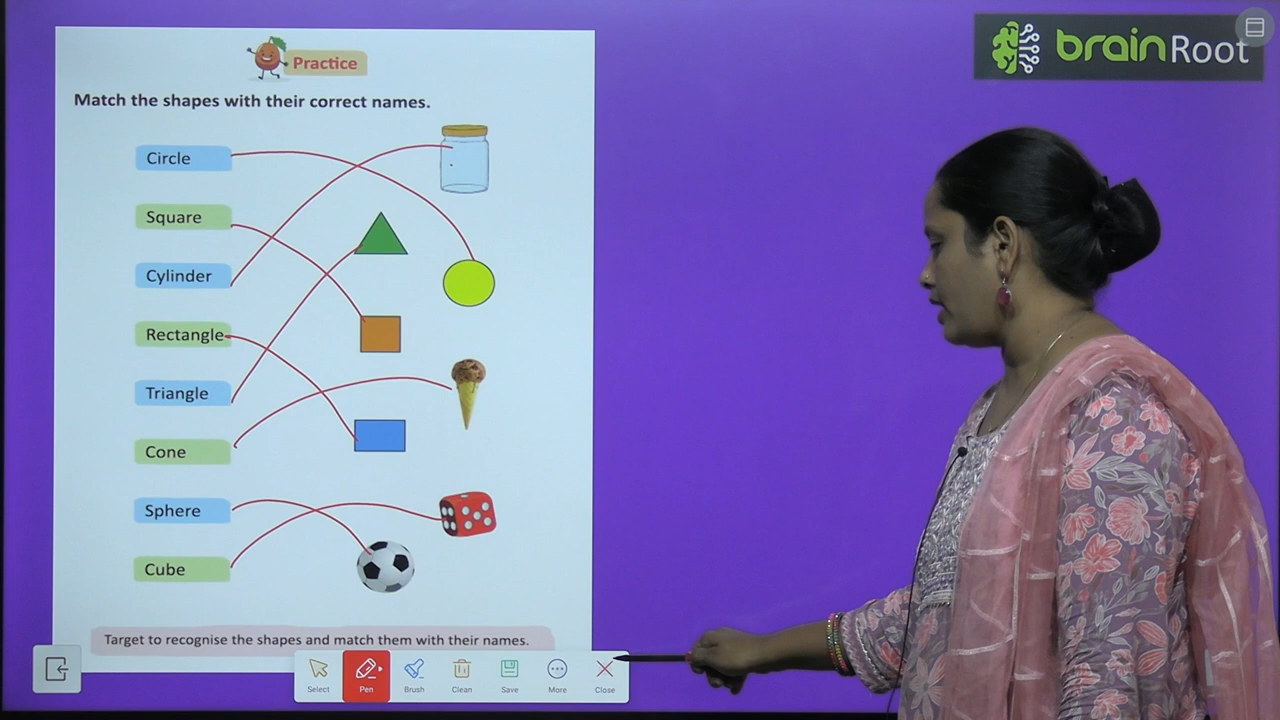 brainRoot
Practice
Match the shapes with their correct names.
Circle
Square
Cylinder
Rectangle
Triangle
Cone
Sphere
Cube
Target to recognise the shapes and match them with their names.
Select
Pen
Brush
Clean
Save
More
Close